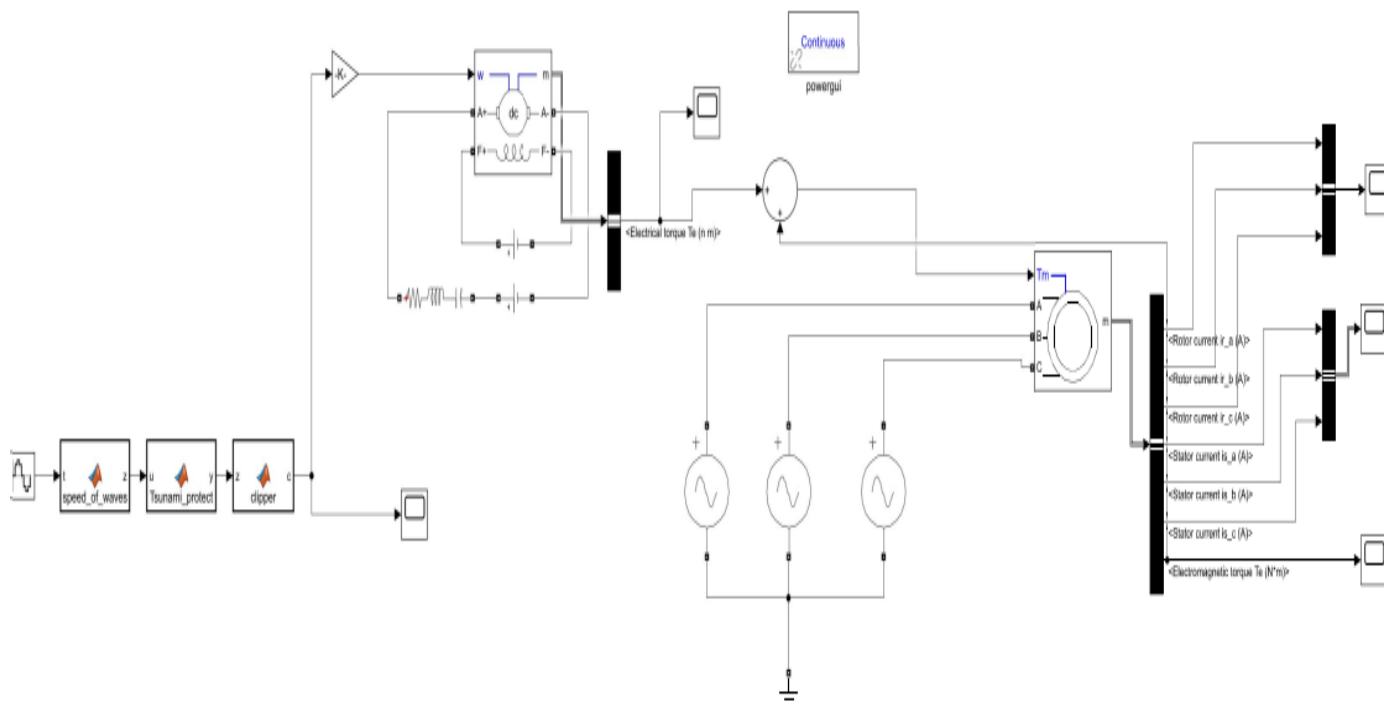 Continuous
powergui
-K-
w
m
A+
dc
A-
F+
F-
<Electrical torque Te (n m)>
+
+
Tm
A
B
C
m
<Rotor current ir_a (A)>
<Rotor current ir_b (A)>
<Rotor current ir_c (A)>
<Stator current is_a (A)>
<Stator current is_b (A)>
<Stator current is_c (A)>
<Electromagnetic torque Te (N*m)>
+
+
+
t
z
speed_of_waves
u
y
Tsunami_protect
z
c
clipper